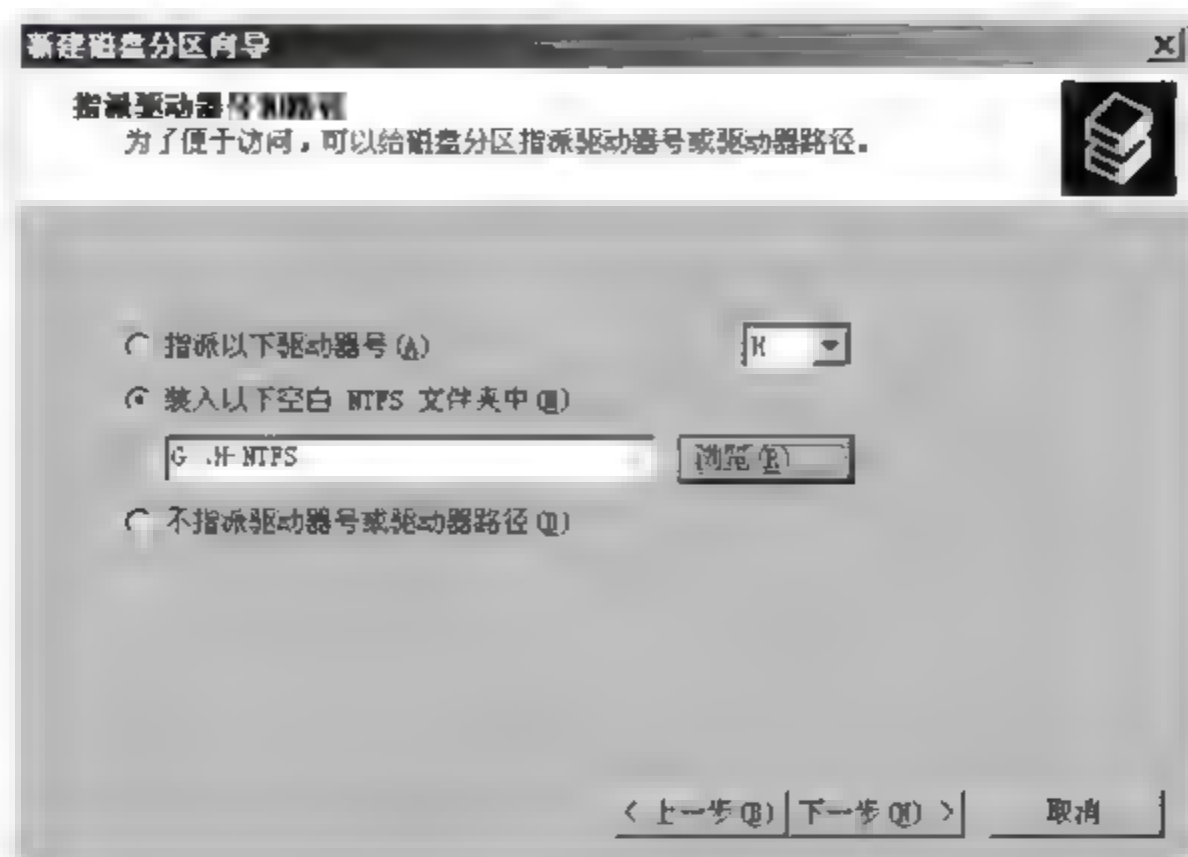 新建磁盘分区向导
指派驱动器号和路径
为了便于访问，可以给磁盘分区指派驱动器号或驱动器路径。
指派以下驱动器号(A)
装入以下空白 NTFS 文件夹中(M)
NTFS
浏览(R)
不指派驱动器号或驱动器路径(D)
< 上一步(B)
下一步(N) >
取消